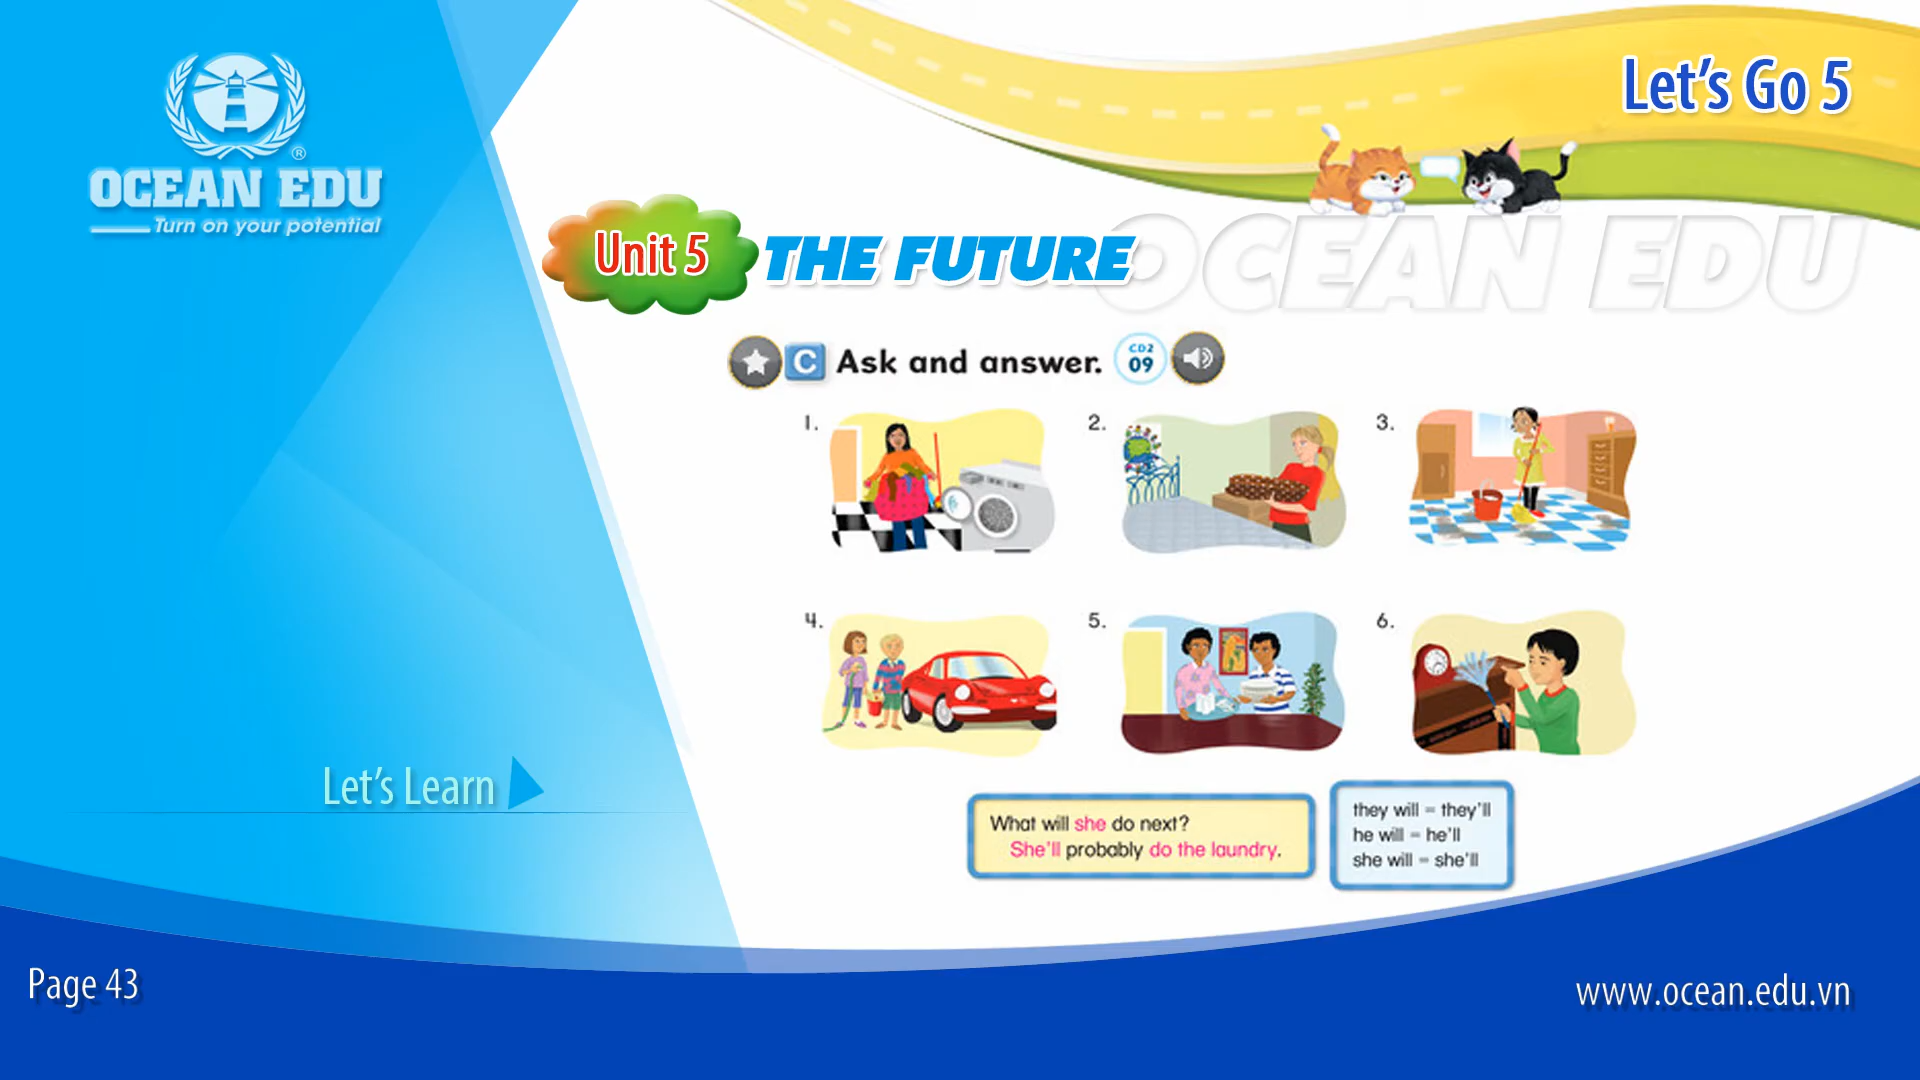 Let's Go 5
OCEAN EDU
®
Turn on your potential
Unit 5
THE FUTURE
OCEAN EDU
C Ask and answer. CD2 09
1.
2.
3.
4.
5.
6.
What will she do next?
She'll probably do the laundry.
they will = they'll
he will = he'll
she will = she'll
Let's Learn
Page 43
www.ocean.edu.vn